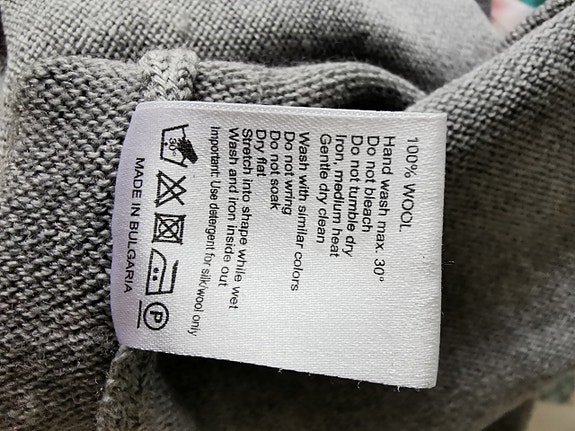 100% WOOL
Hand wash max. 30°
Do not bleach
Do not tumble dry
Iron, medium heat
Gentle dry clean
Wash with similar colors
Do not wring
Do not soak
Dry flat
Stretch into shape while wet
Wash and iron inside out
Important: Use detergent for silk/wool only
30°
P
MADE IN BULGARIA